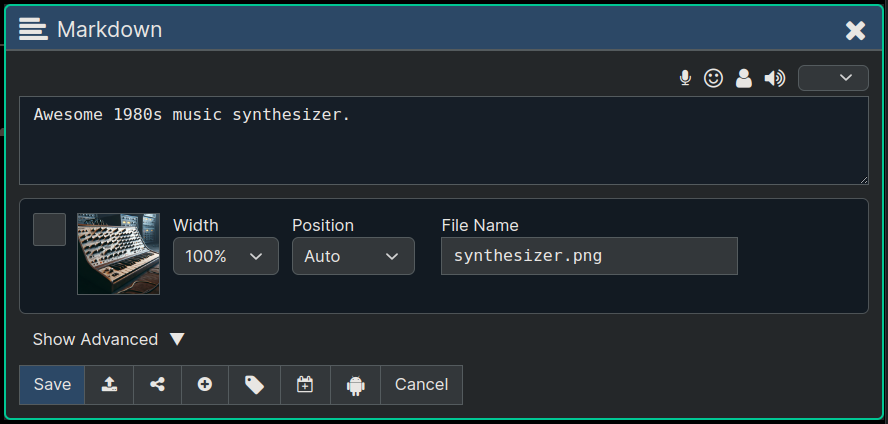 Markdown
Awesome 1980s music synthesizer.
Width
Position
File Name
100%
Auto
synthesizer.png
Show Advanced
Save
Cancel